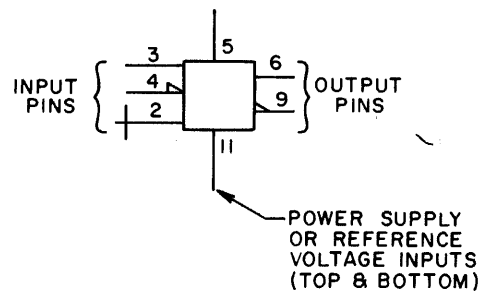 5
3
6
INPUT
PINS
4
OUTPUT
PINS
9
2
11
POWER SUPPLY
OR REFERENCE
VOLTAGE INPUTS
(TOP & BOTTOM)